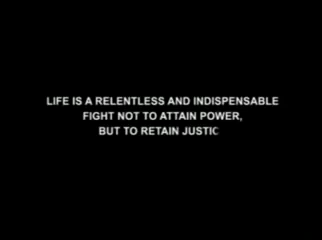 LIFE IS A RELENTLESS AND INDISPENSABLE
FIGHT NOT TO ATTAIN POWER,
BUT TO RETAIN JUSTIC